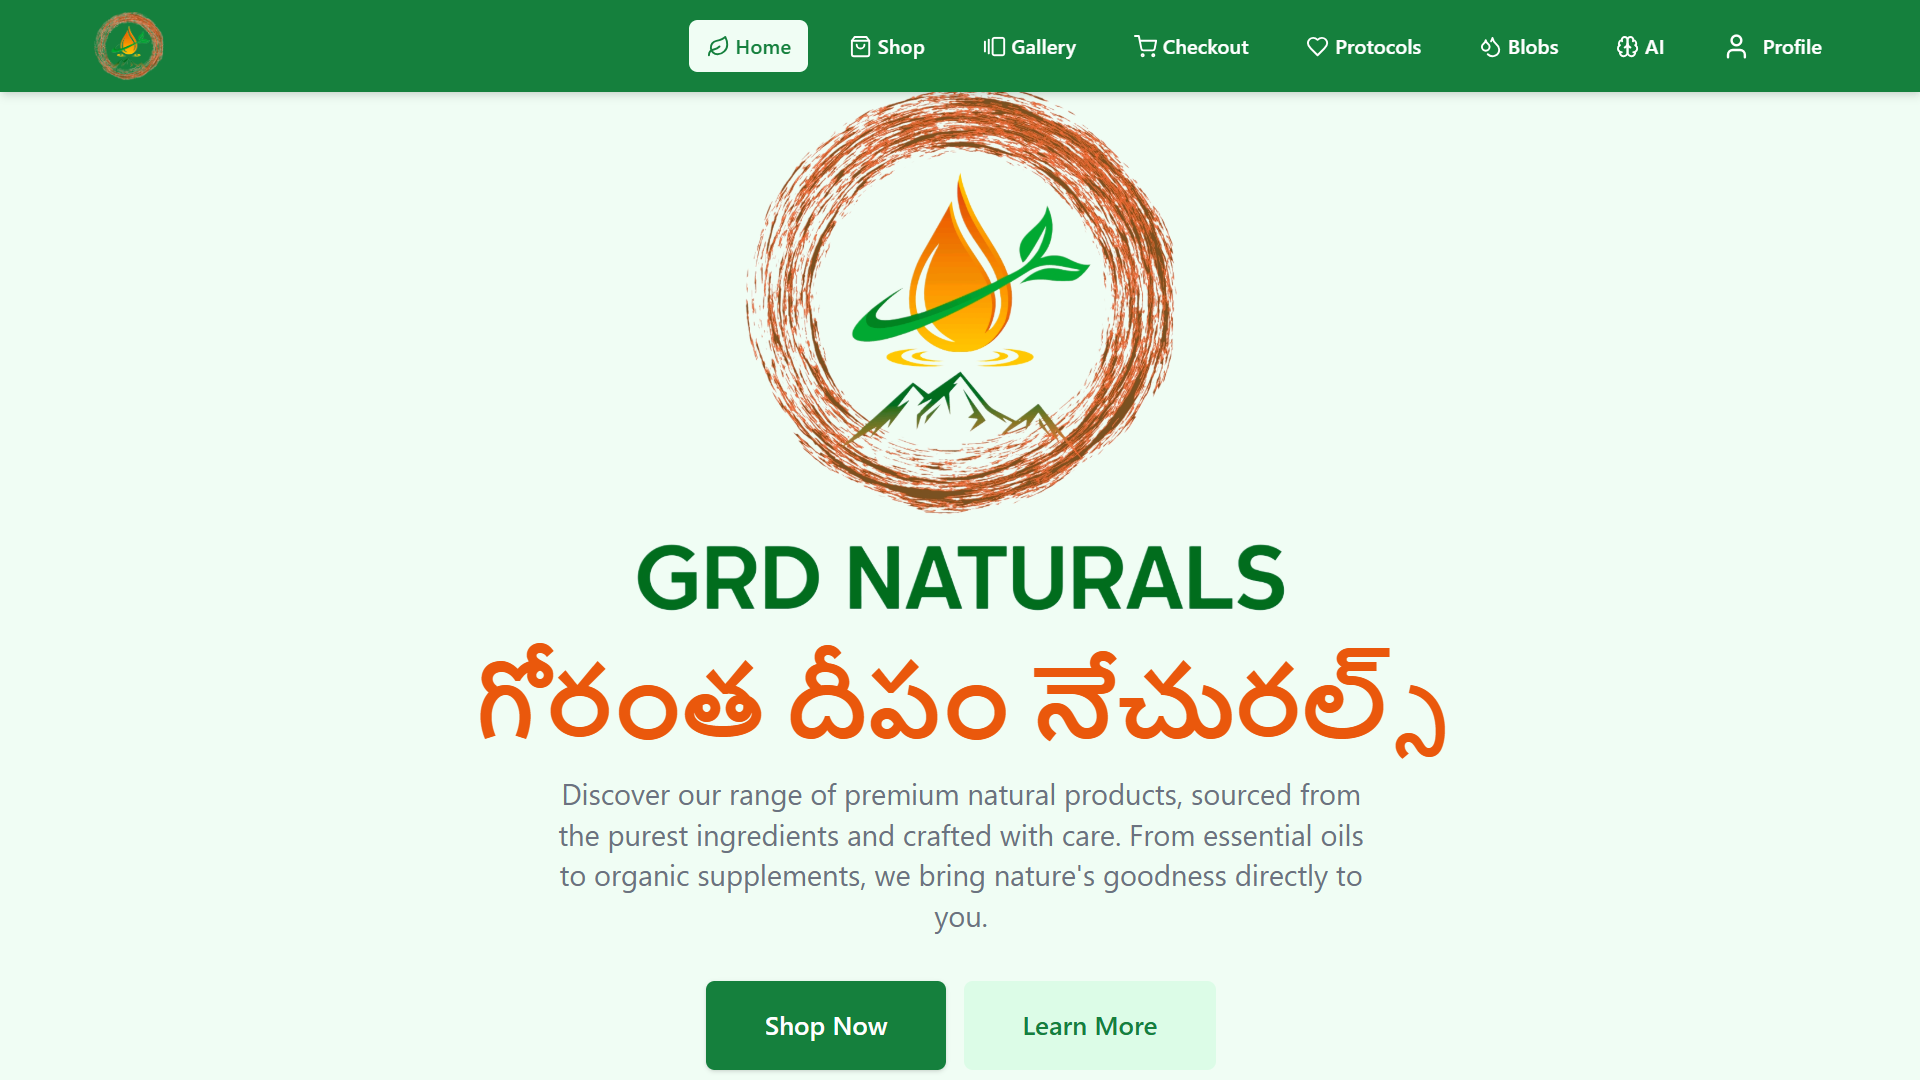 Home
Shop
Gallery
Checkout
Protocols
Blobs
AI
Profile
GRD NATURALS
గోరంత దీపం నేచురల్స్
Discover our range of premium natural products, sourced from
the purest ingredients and crafted with care. From essential oils
to organic supplements, we bring nature's goodness directly to
you.
Shop Now
Learn More